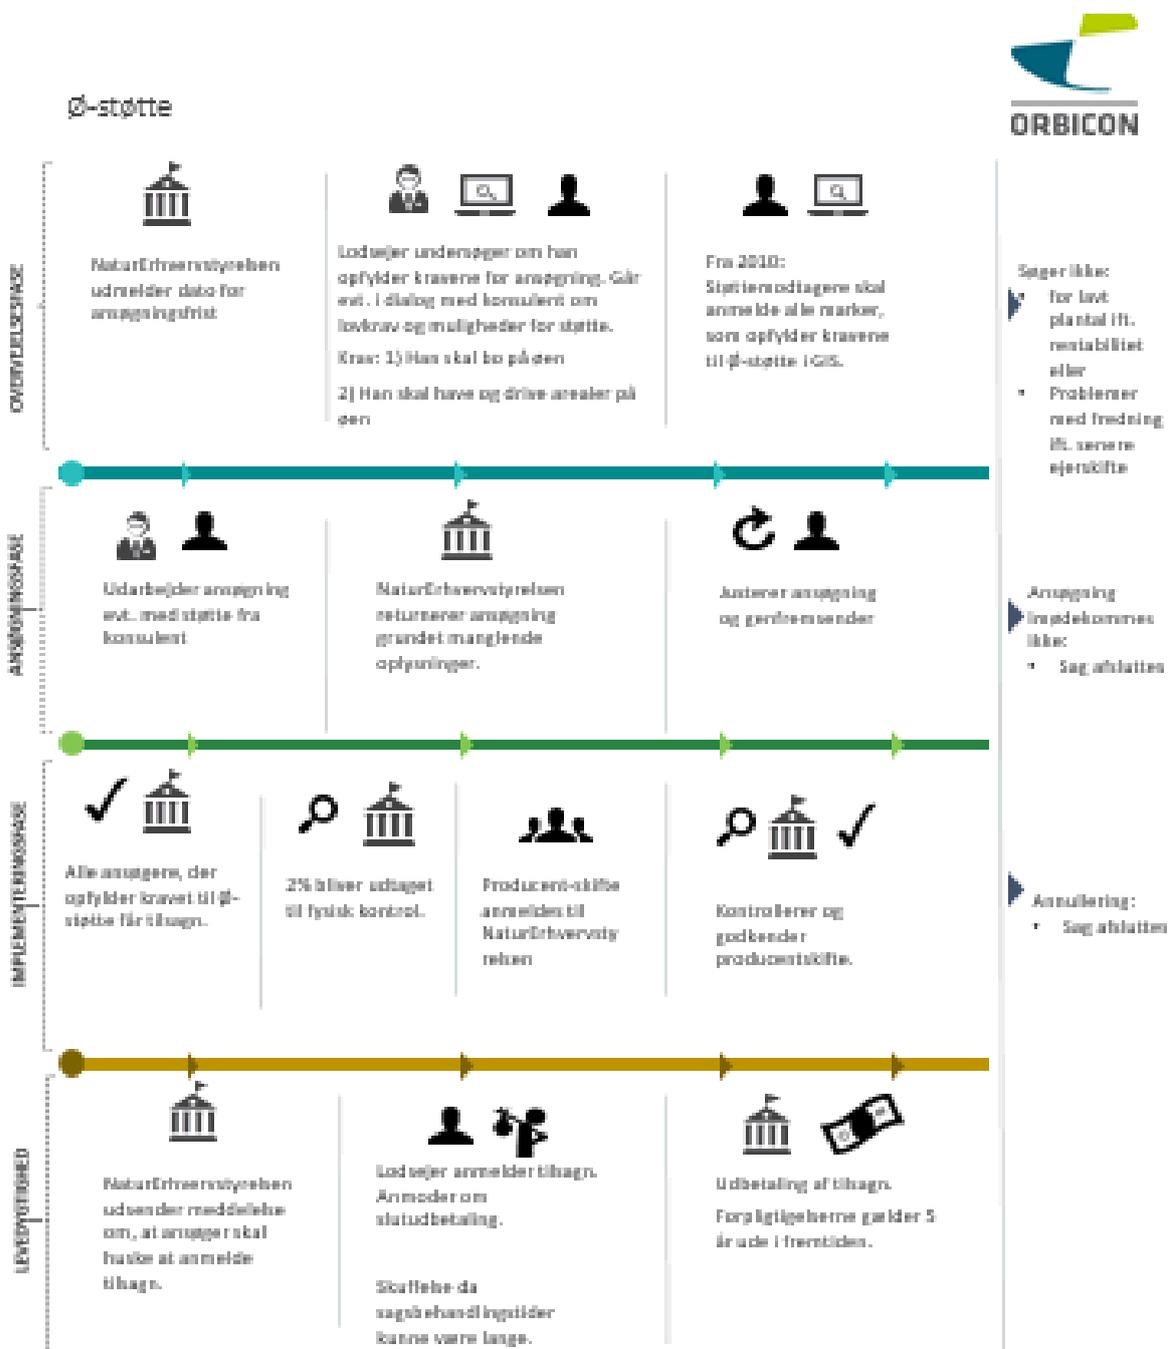 Ø-støtte
ORBICON
OVERVEJELSESFASE
NaturErhvervstyrelsen
udmelder dato for
ansøgningsfrist
Lodsejer undersøger om han
opfylder kravene for ansøgning. Går
evt. i dialog med konsulent om
lovkrav og muligheder for støtte.
Krav: 1) Han skal bo på øen
2) Han skal have og drive arealer på
øen
Fra 2010:
Støttemodtagere skal
anmelde alle marker,
som opfylder kravene
til Ø-støtte i GIS.
Søger ikke:
• for lavt
plantal ift.
rentabilitet
eller
• Problemer
med fredning
ift. senere
ejerskifte
ANSØGNINGSFASE
Udarbejder ansøgning
evt. med støtte fra
konsulent
NaturErhvervstyrelsen
returnerer ansøgning
grundet manglende
oplysninger.
Justerer ansøgning
og genfremsender
Ansøgning
imødekommes
ikke:
• Sag afsluttes
IMPLEMENTERINGSFASE
Alle ansøgere, der
opfylder kravet til Ø-
støtte får tilsagn.
2% bliver udtaget
til fysisk kontrol.
Producent-skifte
anmeldes til
NaturErhvervsty
relsen
Kontrollerer og
godkender
producentskifte.
Annullering:
• Sag afsluttes
LEVEDYGTIGHED
NaturErhvervstyrelsen
udsender meddelelse
om, at ansøger skal
huske at anmelde
tilsagn.
Lodsejer anmelder tilsagn.
Anmoder om
slutudbetaling.
Skuffelse da
sagsbehandlingstider
kunne være lange.
Udbetaling af tilsagn.
Forpligtigelserne gælder 5
år ude i fremtiden.